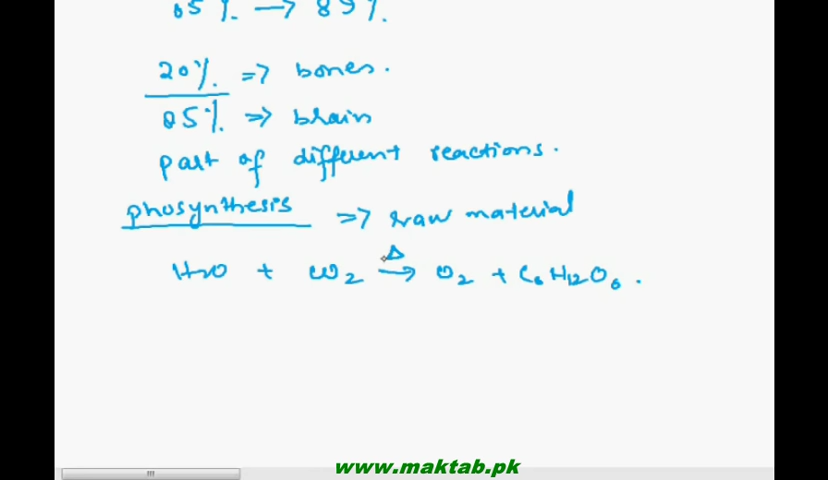 65% → 89%.
20% => bones.
85% => brain
part of different reactions.
phosynthesis => raw material
H2O + CO2 Δ→ O2 + C6H12O6.
www.maktab.pk